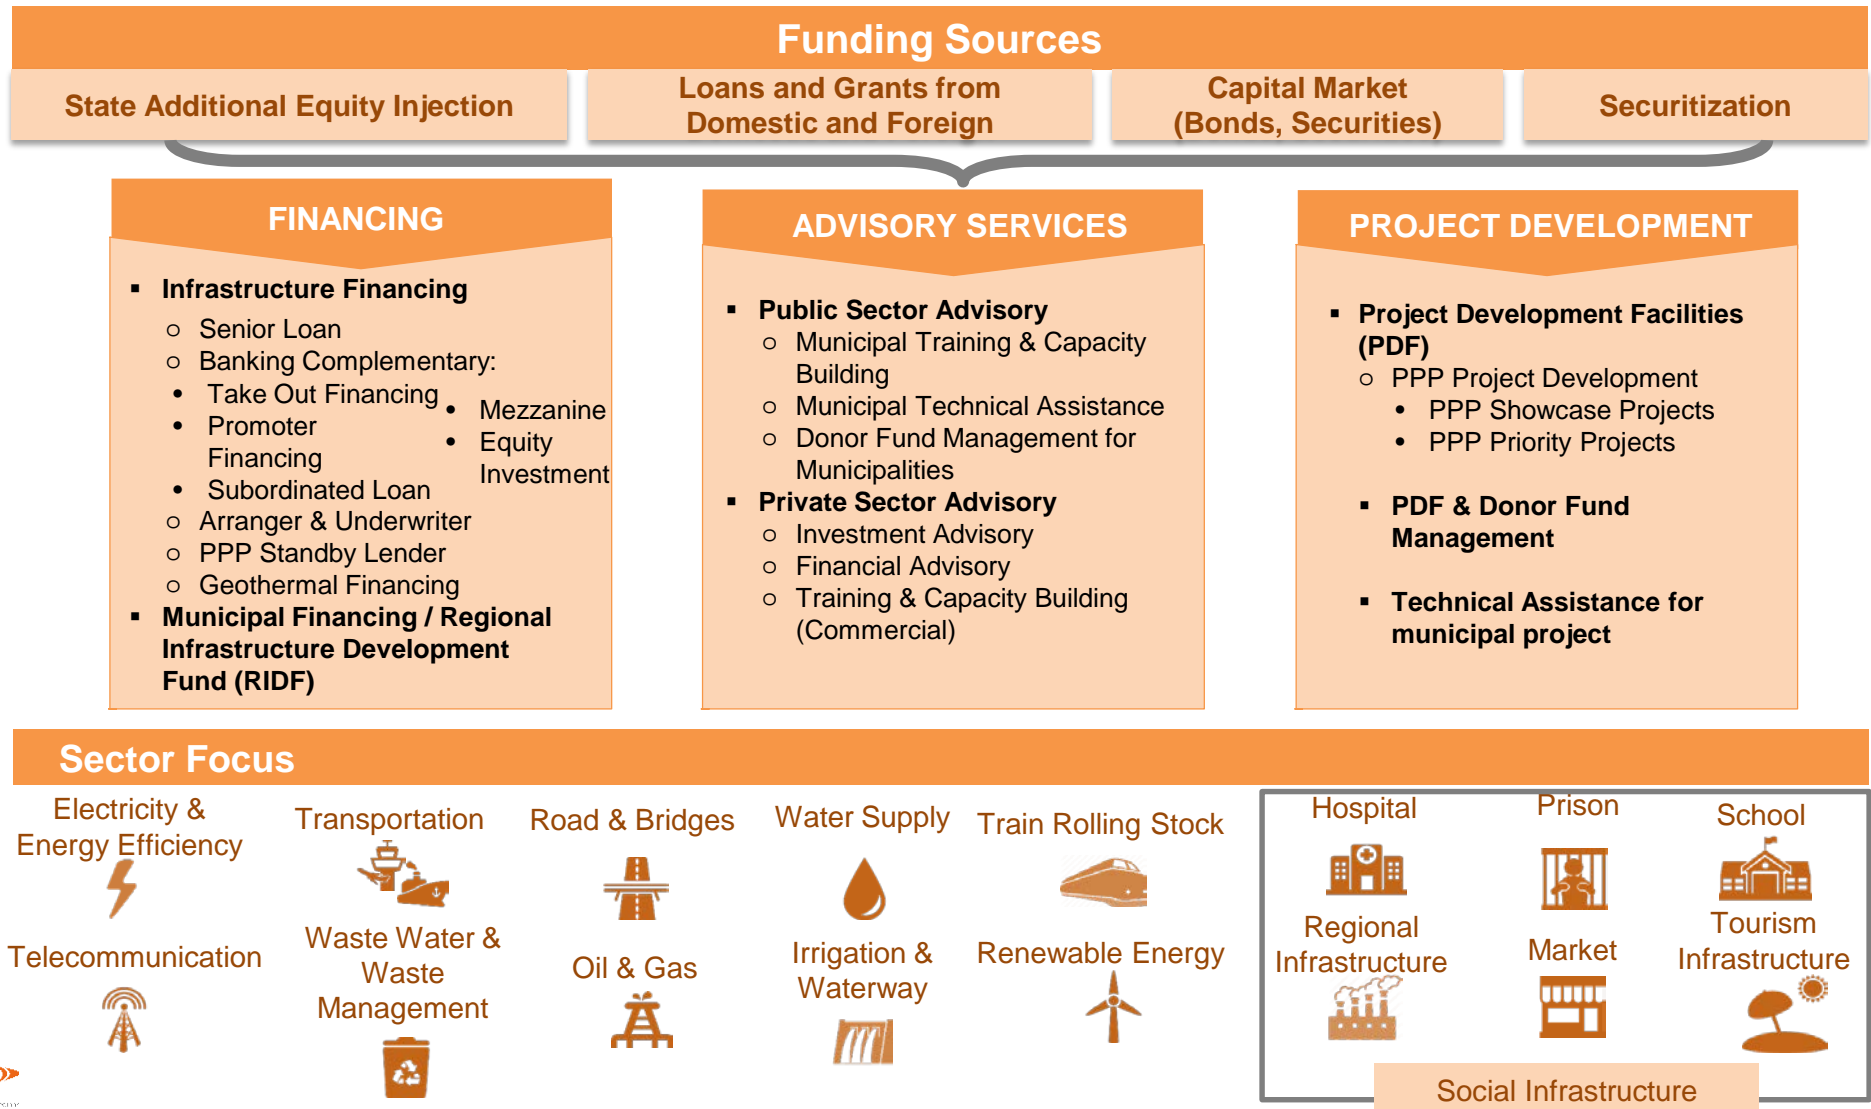 Funding Sources
State Additional Equity Injection
Loans and Grants from
Domestic and Foreign
Capital Market
(Bonds, Securities)
Securitization
FINANCING
▪ Infrastructure Financing
o Senior Loan
o Banking Complementary:
• Take Out Financing
• Promoter
Financing
• Subordinated Loan
• Mezzanine
• Equity
Investment
o Arranger & Underwriter
o PPP Standby Lender
o Geothermal Financing
▪ Municipal Financing / Regional
Infrastructure Development
Fund (RIDF)
ADVISORY SERVICES
▪ Public Sector Advisory
o Municipal Training & Capacity
Building
o Municipal Technical Assistance
o Donor Fund Management for
Municipalities
▪ Private Sector Advisory
o Investment Advisory
o Financial Advisory
o Training & Capacity Building
(Commercial)
PROJECT DEVELOPMENT
▪ Project Development Facilities
(PDF)
o PPP Project Development
• PPP Showcase Projects
• PPP Priority Projects
▪ PDF & Donor Fund
Management
▪ Technical Assistance for
municipal project
Sector Focus
Electricity &
Energy Efficiency
Transportation
Road & Bridges
Water Supply
Train Rolling Stock
Telecommunication
Waste Water &
Waste
Management
Oil & Gas
Irrigation &
Waterway
Renewable Energy
Hospital
Prison
School
Regional
Infrastructure
Market
Tourism
Infrastructure
Social Infrastructure